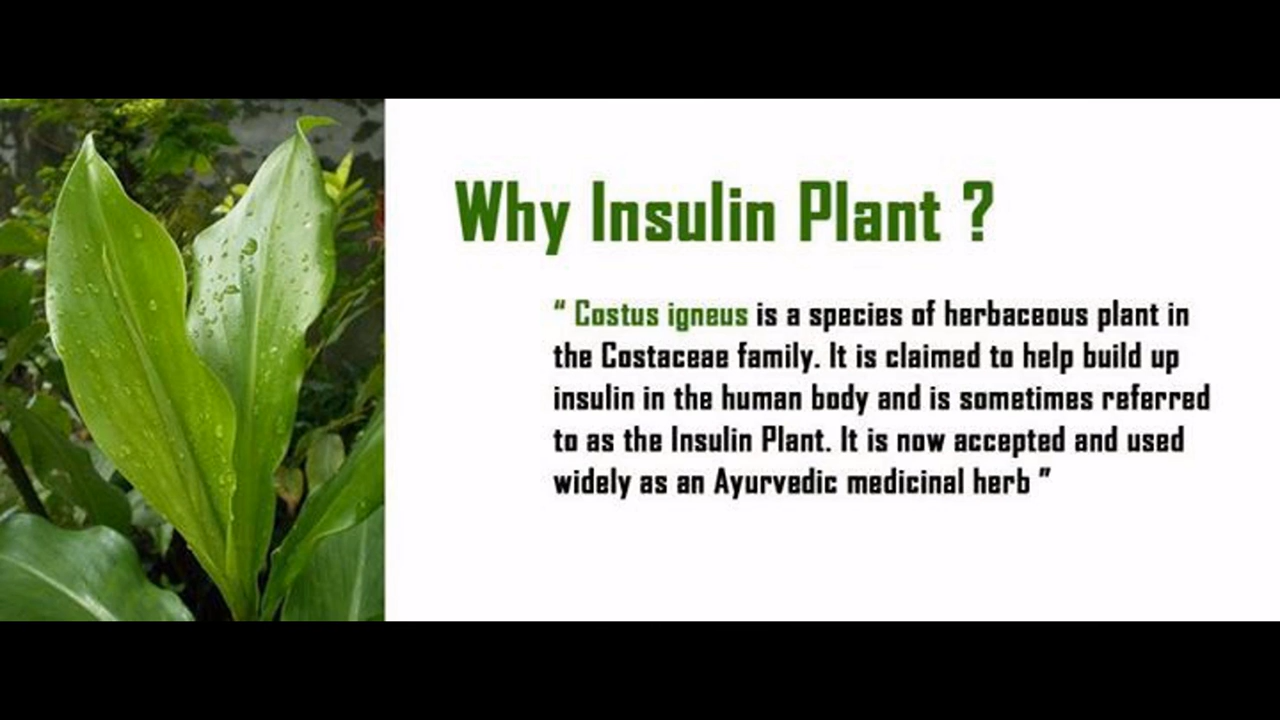 Why Insulin Plant ?
“ Costus igneus is a species of herbaceous plant in
the Costaceae family. It is claimed to help build up
insulin in the human body and is sometimes referred
to as the Insulin Plant. It is now accepted and used
widely as an Ayurvedic medicinal herb ”